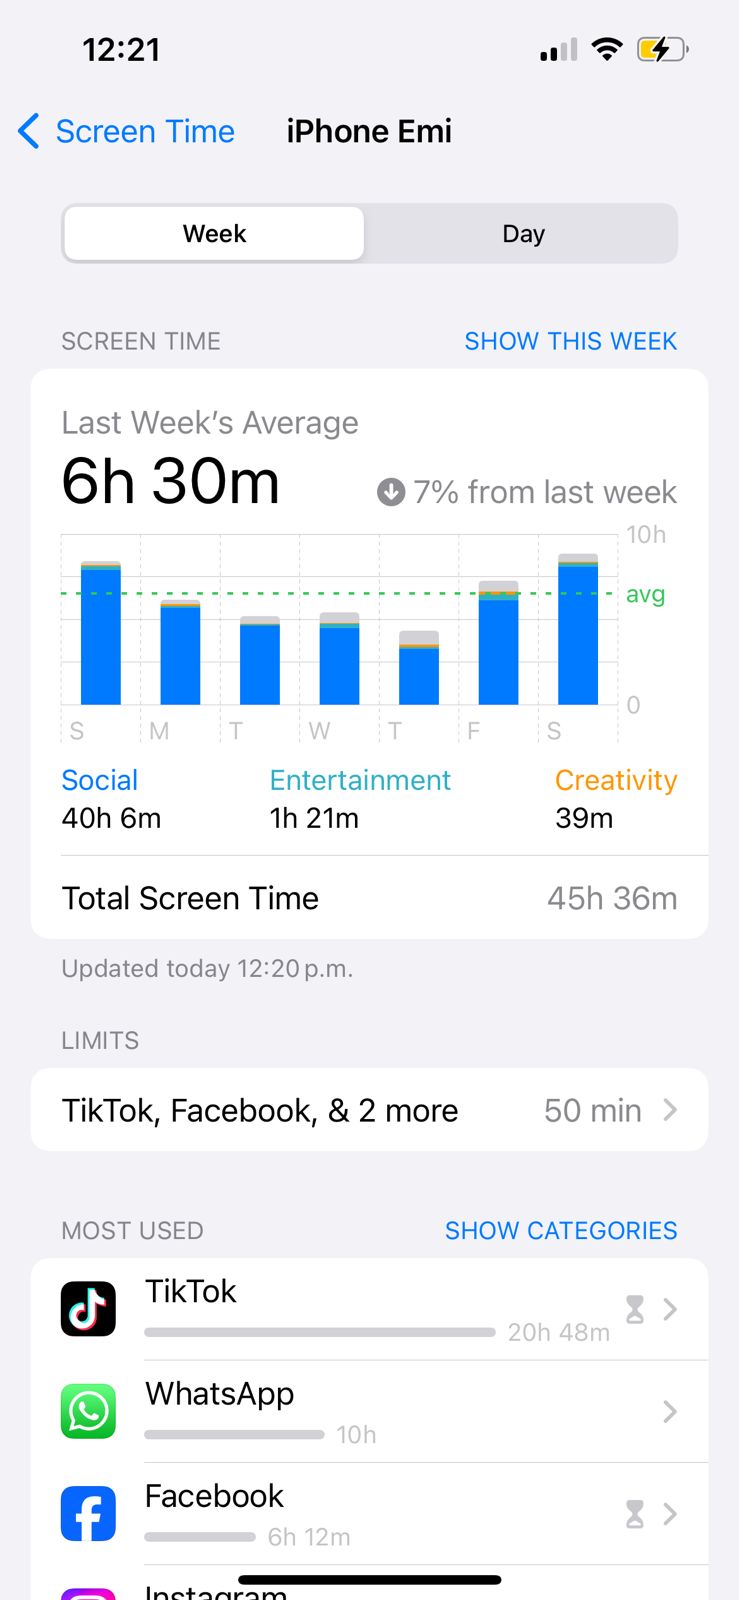 12:21
Screen Time
iPhone Emi
Week
Day
SCREEN TIME
SHOW THIS WEEK
Last Week's Average
6h 30m
7% from last week
10h
avg
0
S M T W T F S
Social
Entertainment
Creativity
40h 6m
1h 21m
39m
Total Screen Time
45h 36m
Updated today 12:20 p.m.
LIMITS
TikTok, Facebook, & 2 more
50 min
MOST USED
SHOW CATEGORIES
TikTok
20h 48m
WhatsApp
10h
Facebook
6h 12m
Instagram